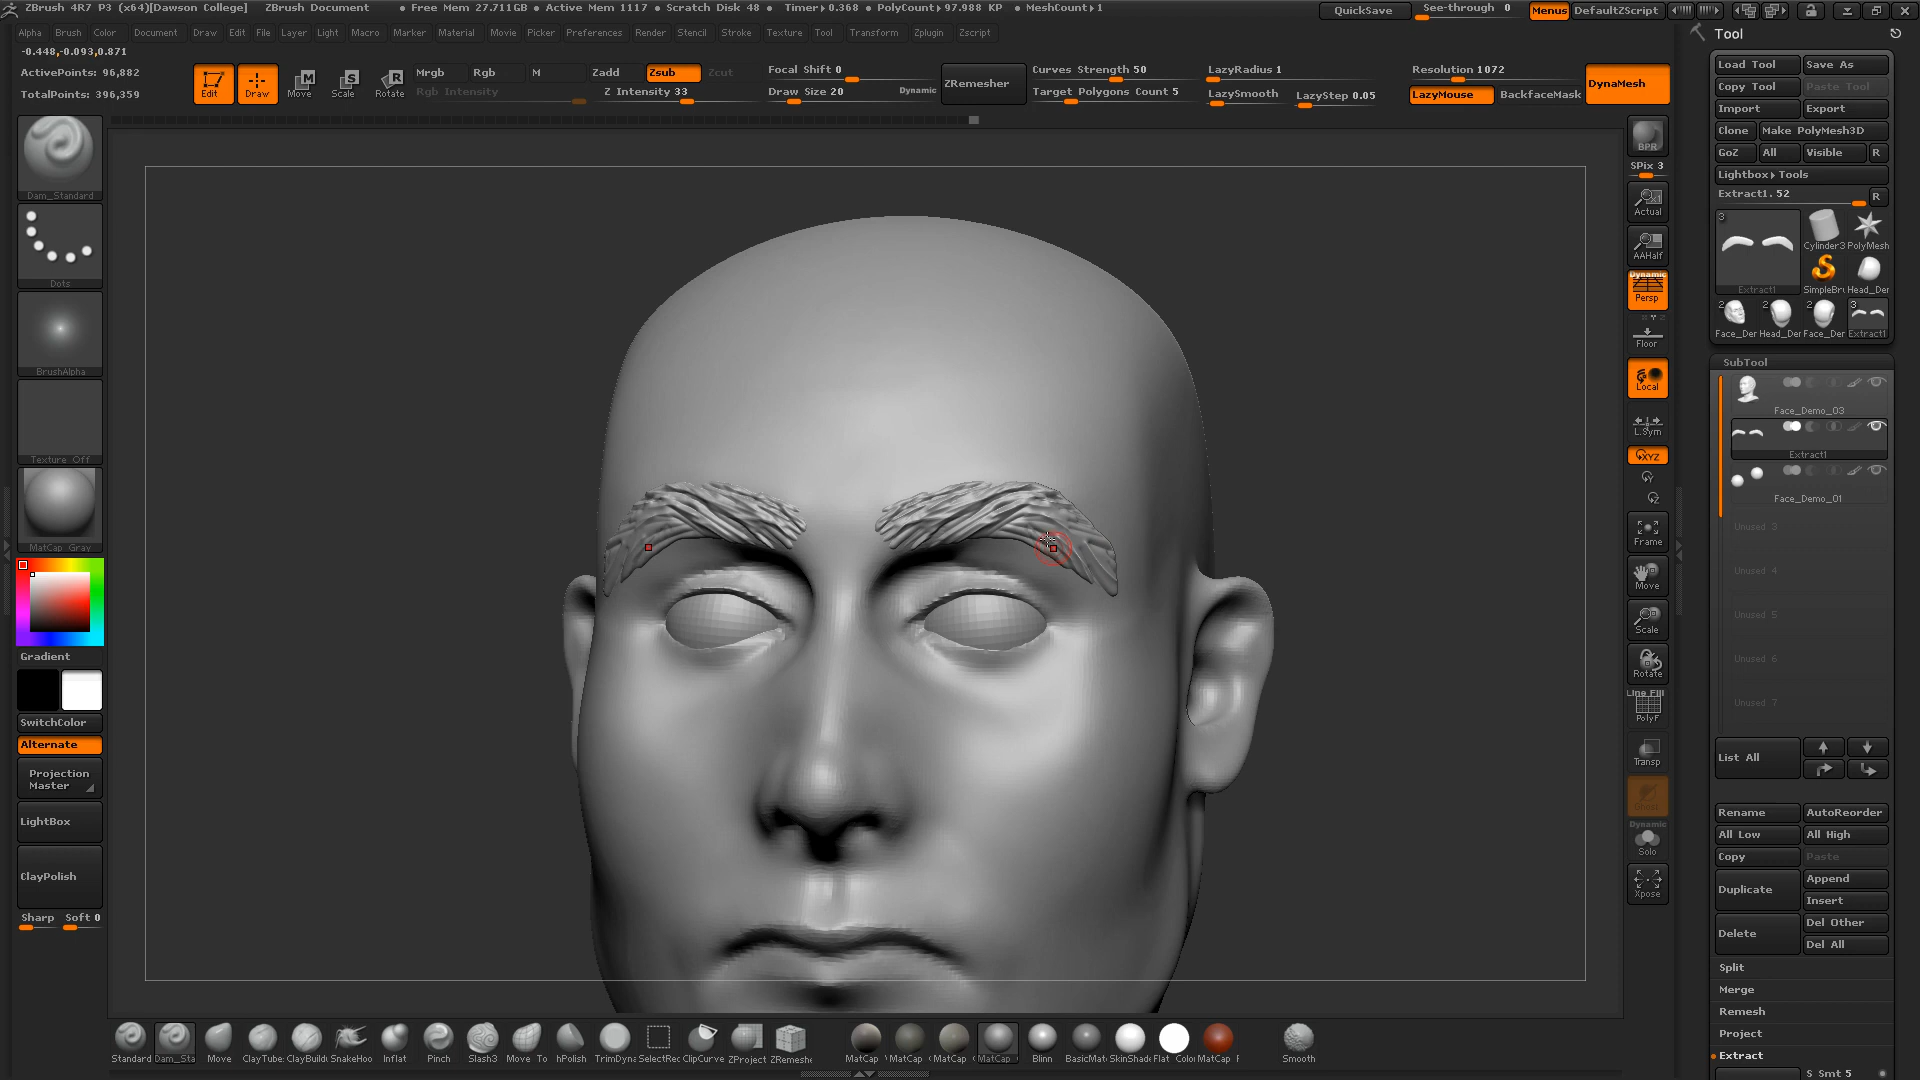 ZBrush 4R7 P3 (x64)[Dawson College] ZBrush Document • Free Mem 27.711GB • Active Mem 1117 • Scratch Disk 48 • Timer▸0.368 • PolyCount▸97.988 KP • MeshCount▸1 QuickSave See-through 0 Menus DefaultZScript
Alpha Brush Color Document Draw Edit File Layer Light Macro Marker Material Movie Picker Preferences Render Stencil Stroke Texture Tool Transform Zplugin Zscript
-0.448,-0.093,0.871
ActivePoints: 96,882
TotalPoints: 396,359
Edit Draw Move Scale Rotate
Mrgb Rgb M Zadd Zsub Zcut
Rgb Intensity Z Intensity 33
Focal Shift 0
Draw Size 20 Dynamic
ZRemesher
Curves Strength 50
Target Polygons Count 5
LazyRadius 1
LazySmooth LazyStep 0.05
Resolution 1072
LazyMouse BackfaceMask
DynaMesh
Dam_Standard
Dots
BrushAlpha
Texture Off
MatCap Gray
Gradient
SwitchColor
Alternate
Projection
Master
LightBox
ClayPolish
Sharp Soft 0
BPR
SPix 3
Actual
AAHalf
Dynamic
Persp
Floor
Local
L.Sym
XYZ
Y
Z
Frame
Move
Scale
Rotate
Line Fill
PolyF
Transp
Ghost
Dynamic
Solo
Xpose
Tool
Load Tool Save As
Copy Tool Paste Tool
Import Export
Clone Make PolyMesh3D
GoZ All Visible R
Lightbox▸Tools
Extract1. 52 R
3
Cylinder3 PolyMesh
Extract1 SimpleBru Head_Der
2 2 2 3
Face_Der Head_Der Face_Der Extract1
SubTool
Face_Demo_03
Extract1
Face_Demo_01
Unused 3
Unused 4
Unused 5
Unused 6
Unused 7
List All
Rename AutoReorder
All Low All High
Copy Paste
Duplicate Append
Insert
Delete Del Other
Del All
Split
Merge
Remesh
Project
Extract
S Smt 5
Standard Dam_Sta Move ClayTube: ClayBuild SnakeHoo Inflat Pinch Slash3 Move To hPolish TrimDyna SelectRec ClipCurve ZProject ZRemeshe MatCap MatCap MatCap MatCap Blinn BasicMat SkinShade Flat Color MatCap F Smooth